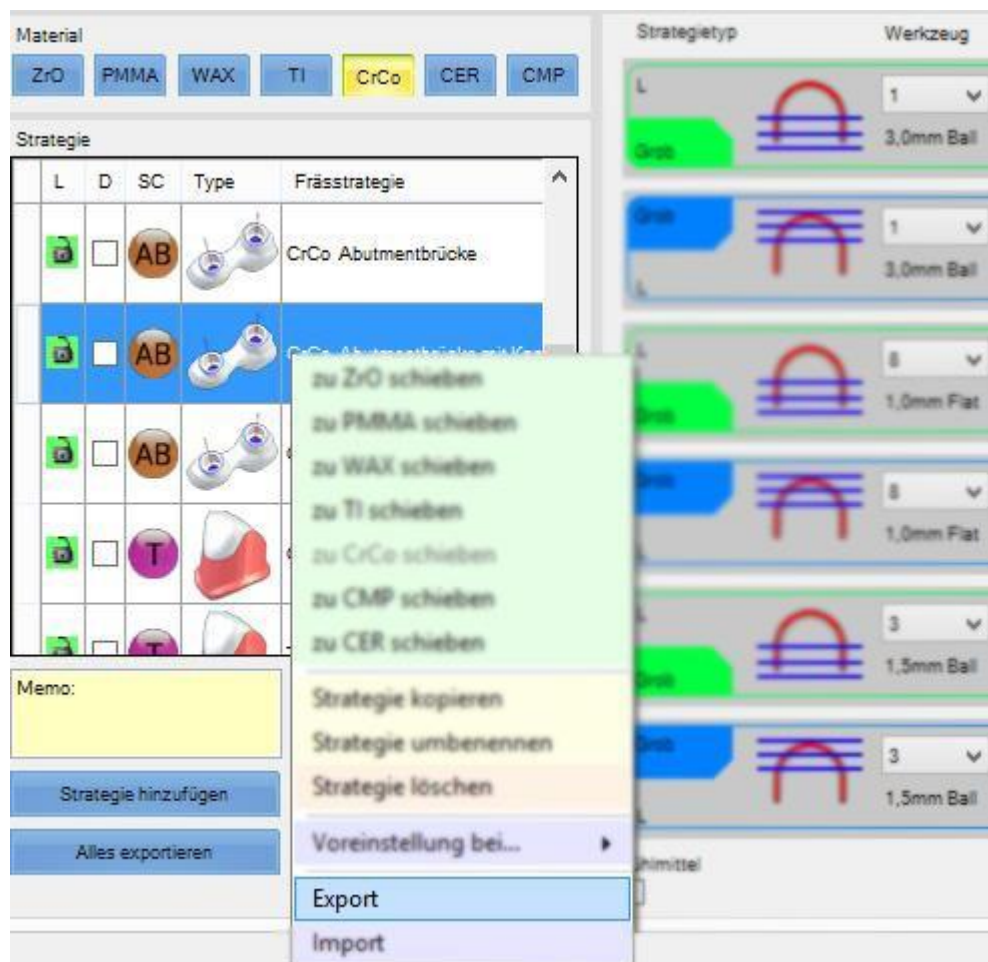 Material
ZrO PMMA WAX TI CrCo CER CMP
Strategie
L D SC Type Frässtrategie
AB CrCo Abutmentbrücke
AB
AB
T
Memo:
Strategie hinzufügen
Alles exportieren
zu ZrO schieben
zu PMMA schieben
zu WAX schieben
zu TI schieben
zu CrCo schieben
zu CMP schieben
zu CER schieben
Strategie kopieren
Strategie umbenennen
Strategie löschen
Voreinstellung bei...
Export
Import
Strategietyp Werkzeug
L 1
Grob 3,0mm Ball
Grob 1
L 3,0mm Ball
L 8
Grob 1,0mm Flat
Grob 8
L 1,0mm Flat
L 3
Grob 1,5mm Ball
Grob 3
L 1,5mm Ball